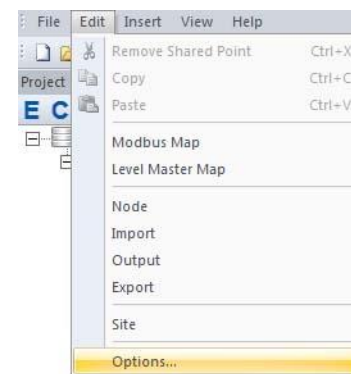 File Edit Insert View Help
Remove Shared Point Ctrl+X
Project Copy Ctrl+C
E C Paste Ctrl+V
Modbus Map
Level Master Map
Node
Import
Output
Export
Site
Options...